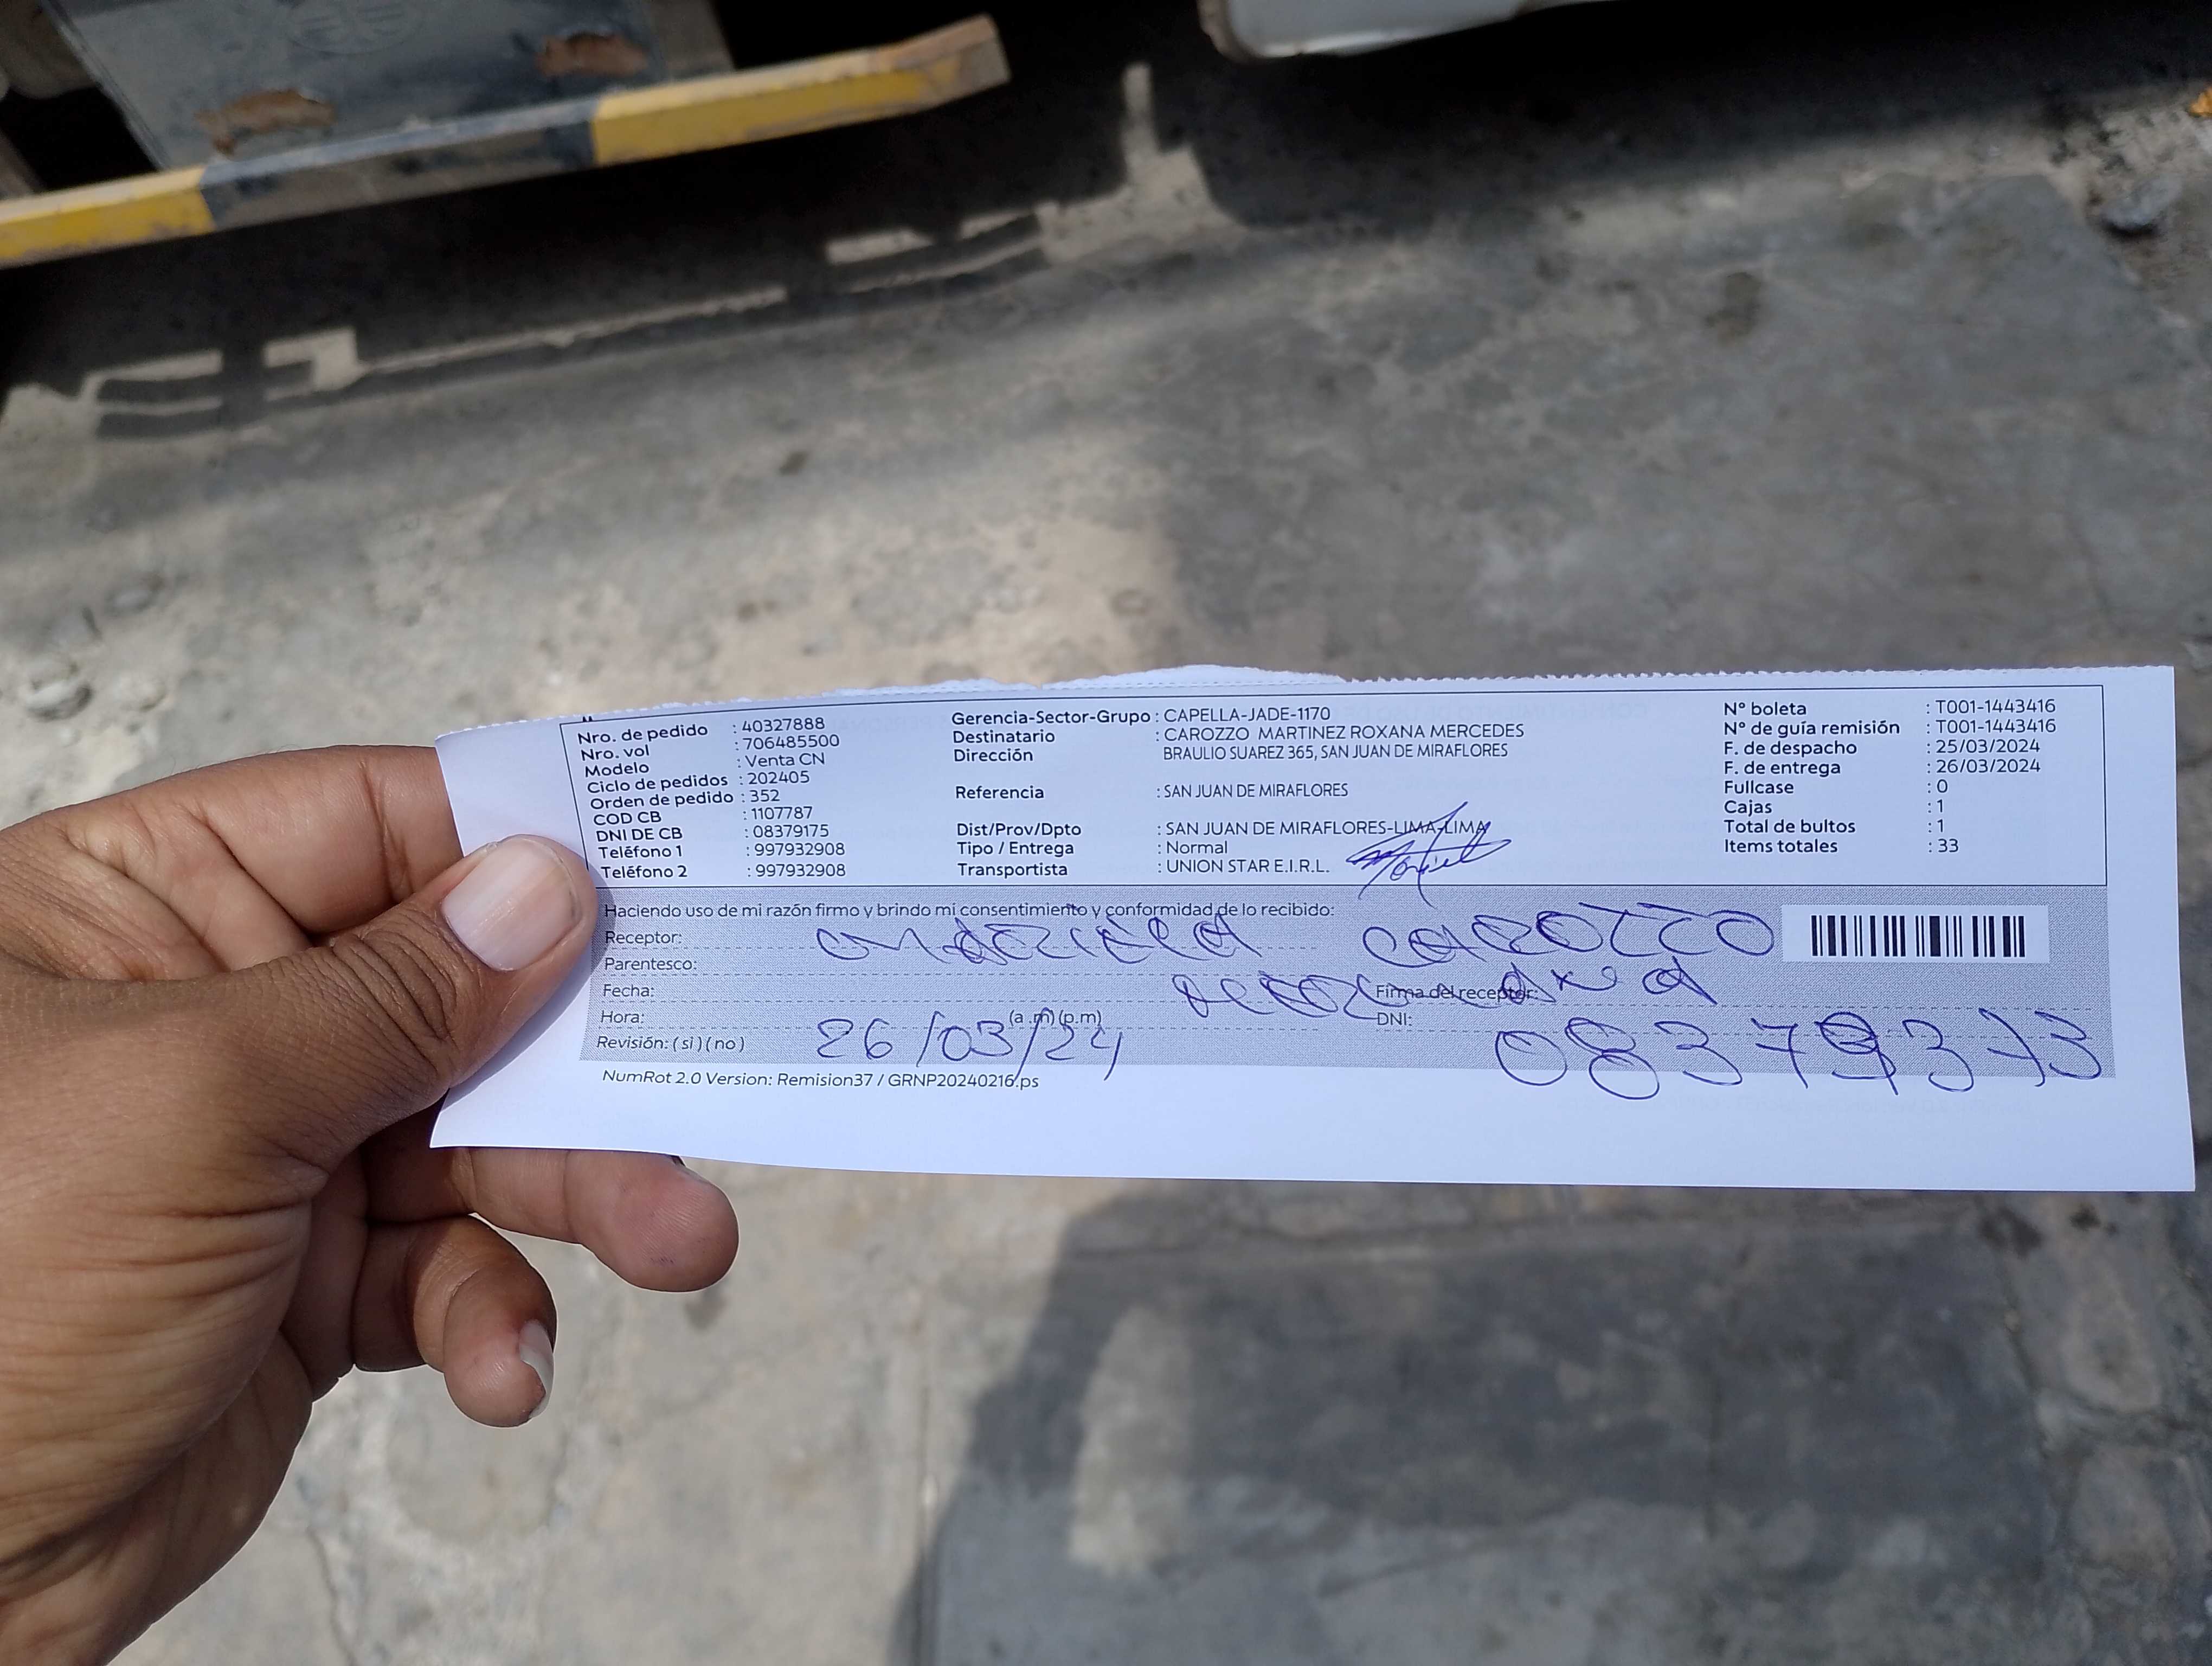 Nro. de pedido : 40327888
Nro. vol : 706485500
Modelo : Venta CN
Ciclo de pedidos : 202405
Orden de pedido : 352
COD CB : 1107787
DNI DE CB : 08379175
Teléfono 1 : 997932908
Teléfono 2 : 997932908
Gerencia-Sector-Grupo : CAPELLA-JADE-1170
Destinatario : CAROZZO MARTINEZ ROXANA MERCEDES
Dirección BRAULIO SUAREZ 365, SAN JUAN DE MIRAFLORES
Referencia : SAN JUAN DE MIRAFLORES
Dist/Prov/Dpto : SAN JUAN DE MIRAFLORES-LIMA-LIMA
Tipo / Entrega : Normal
Transportista : UNION STAR E.I.R.L.
N° boleta : T001-1443416
N° de guía remisión : T001-1443416
F. de despacho : 25/03/2024
F. de entrega : 26/03/2024
Fullcase : 0
Cajas : 1
Total de bultos : 1
Items totales : 33
Haciendo uso de mi razón firmo y brindo mi consentimiento y conformidad de lo recibido:
Receptor: MARIELA CAROZZO
Parentesco:
Fecha: Firma del receptor:
Hora: (a .m) (p.m) DNI:
Revisión: ( si ) ( no ) 26/03/24
NumRot 2.0 Version: Remision37 / GRNP20240216.ps